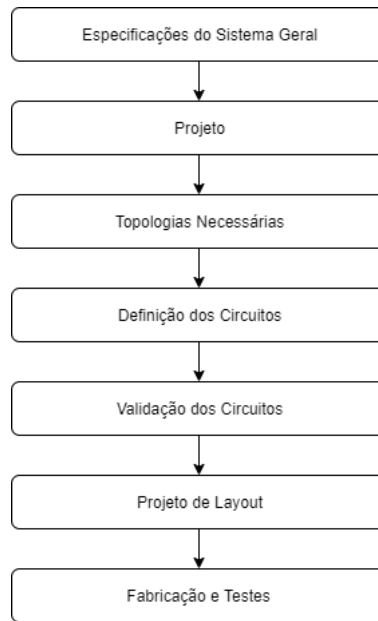 Especificações do Sistema Geral
Projeto
Topologias Necessárias
Definição dos Circuitos
Validação dos Circuitos
Projeto de Layout
Fabricação e Testes